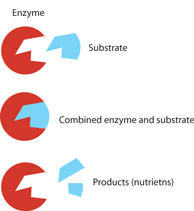 Enzyme
Substrate
Combined enzyme and substrate
Products (nutrietns)